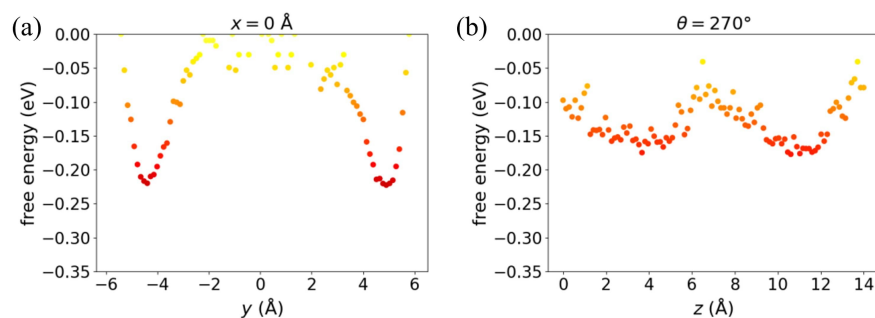 (a)
x = 0 Å
0.00
−0.05
−0.10
−0.15
−0.20
−0.25
−0.30
−0.35
free energy (eV)
−6 −4 −2 0 2 4 6
y (Å)
(b)
θ = 270°
0.00
−0.05
−0.10
−0.15
−0.20
−0.25
−0.30
−0.35
free energy (eV)
0 2 4 6 8 10 12 14
z (Å)